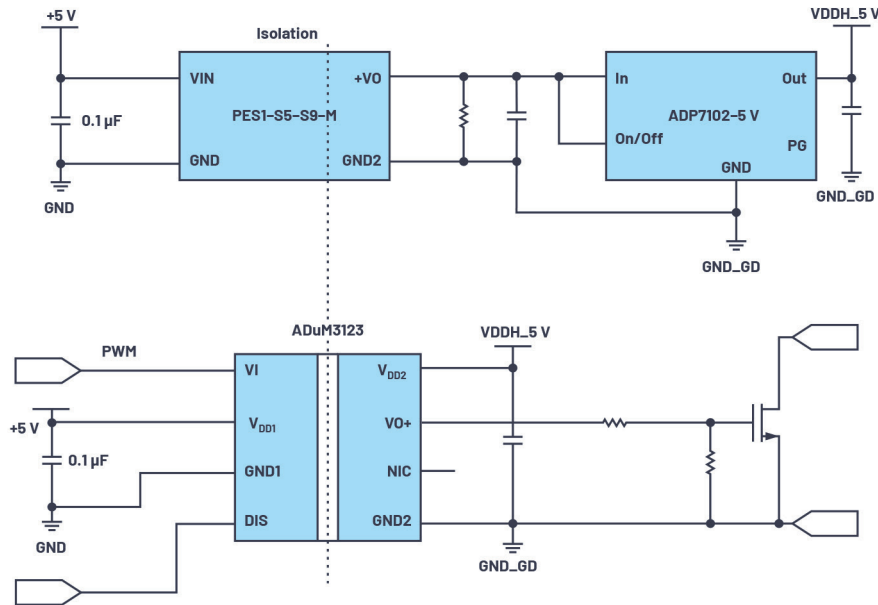 +5 V
VDDH_5 V
Isolation
VIN
+VO
In
Out
0.1 µF
PES1-S5-S9-M
ADP7102-5 V
On/Off
PG
GND
GND2
GND
GND
GND_GD
GND_GD
ADuM3123
VDDH_5 V
PWM
VI
VDD2
+5 V
VDD1
VO+
0.1 µF
GND1
NIC
DIS
GND2
GND
GND_GD